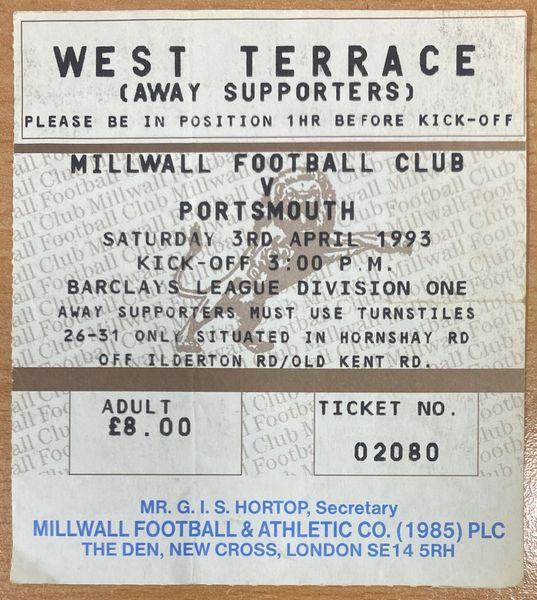 WEST TERRACE
(AWAY SUPPORTERS)
PLEASE BE IN POSITION 1HR BEFORE KICK-OFF
MILLWALL FOOTBALL CLUB
V
PORTSMOUTH
SATURDAY 3RD APRIL 1993
KICK-OFF 3:00 P.M.
BARCLAYS LEAGUE DIVISION ONE
AWAY SUPPORTERS MUST USE TURNSTILES
26-31 ONLY SITUATED IN HORNSHAY RD
OFF ILDERTON RD/OLD KENT RD.
ADULT
£8.00
TICKET NO.
02080
MR. G. I. S. HORTOP, Secretary
MILLWALL FOOTBALL & ATHLETIC CO. (1985) PLC
THE DEN, NEW CROSS, LONDON SE14 5RH